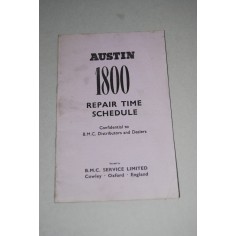 AUSTIN
1800
REPAIR TIME
SCHEDULE
Confidential to
B.M.C. Distributors and Dealers
B.M.C. SERVICE LIMITED
Cowley · Oxford · England